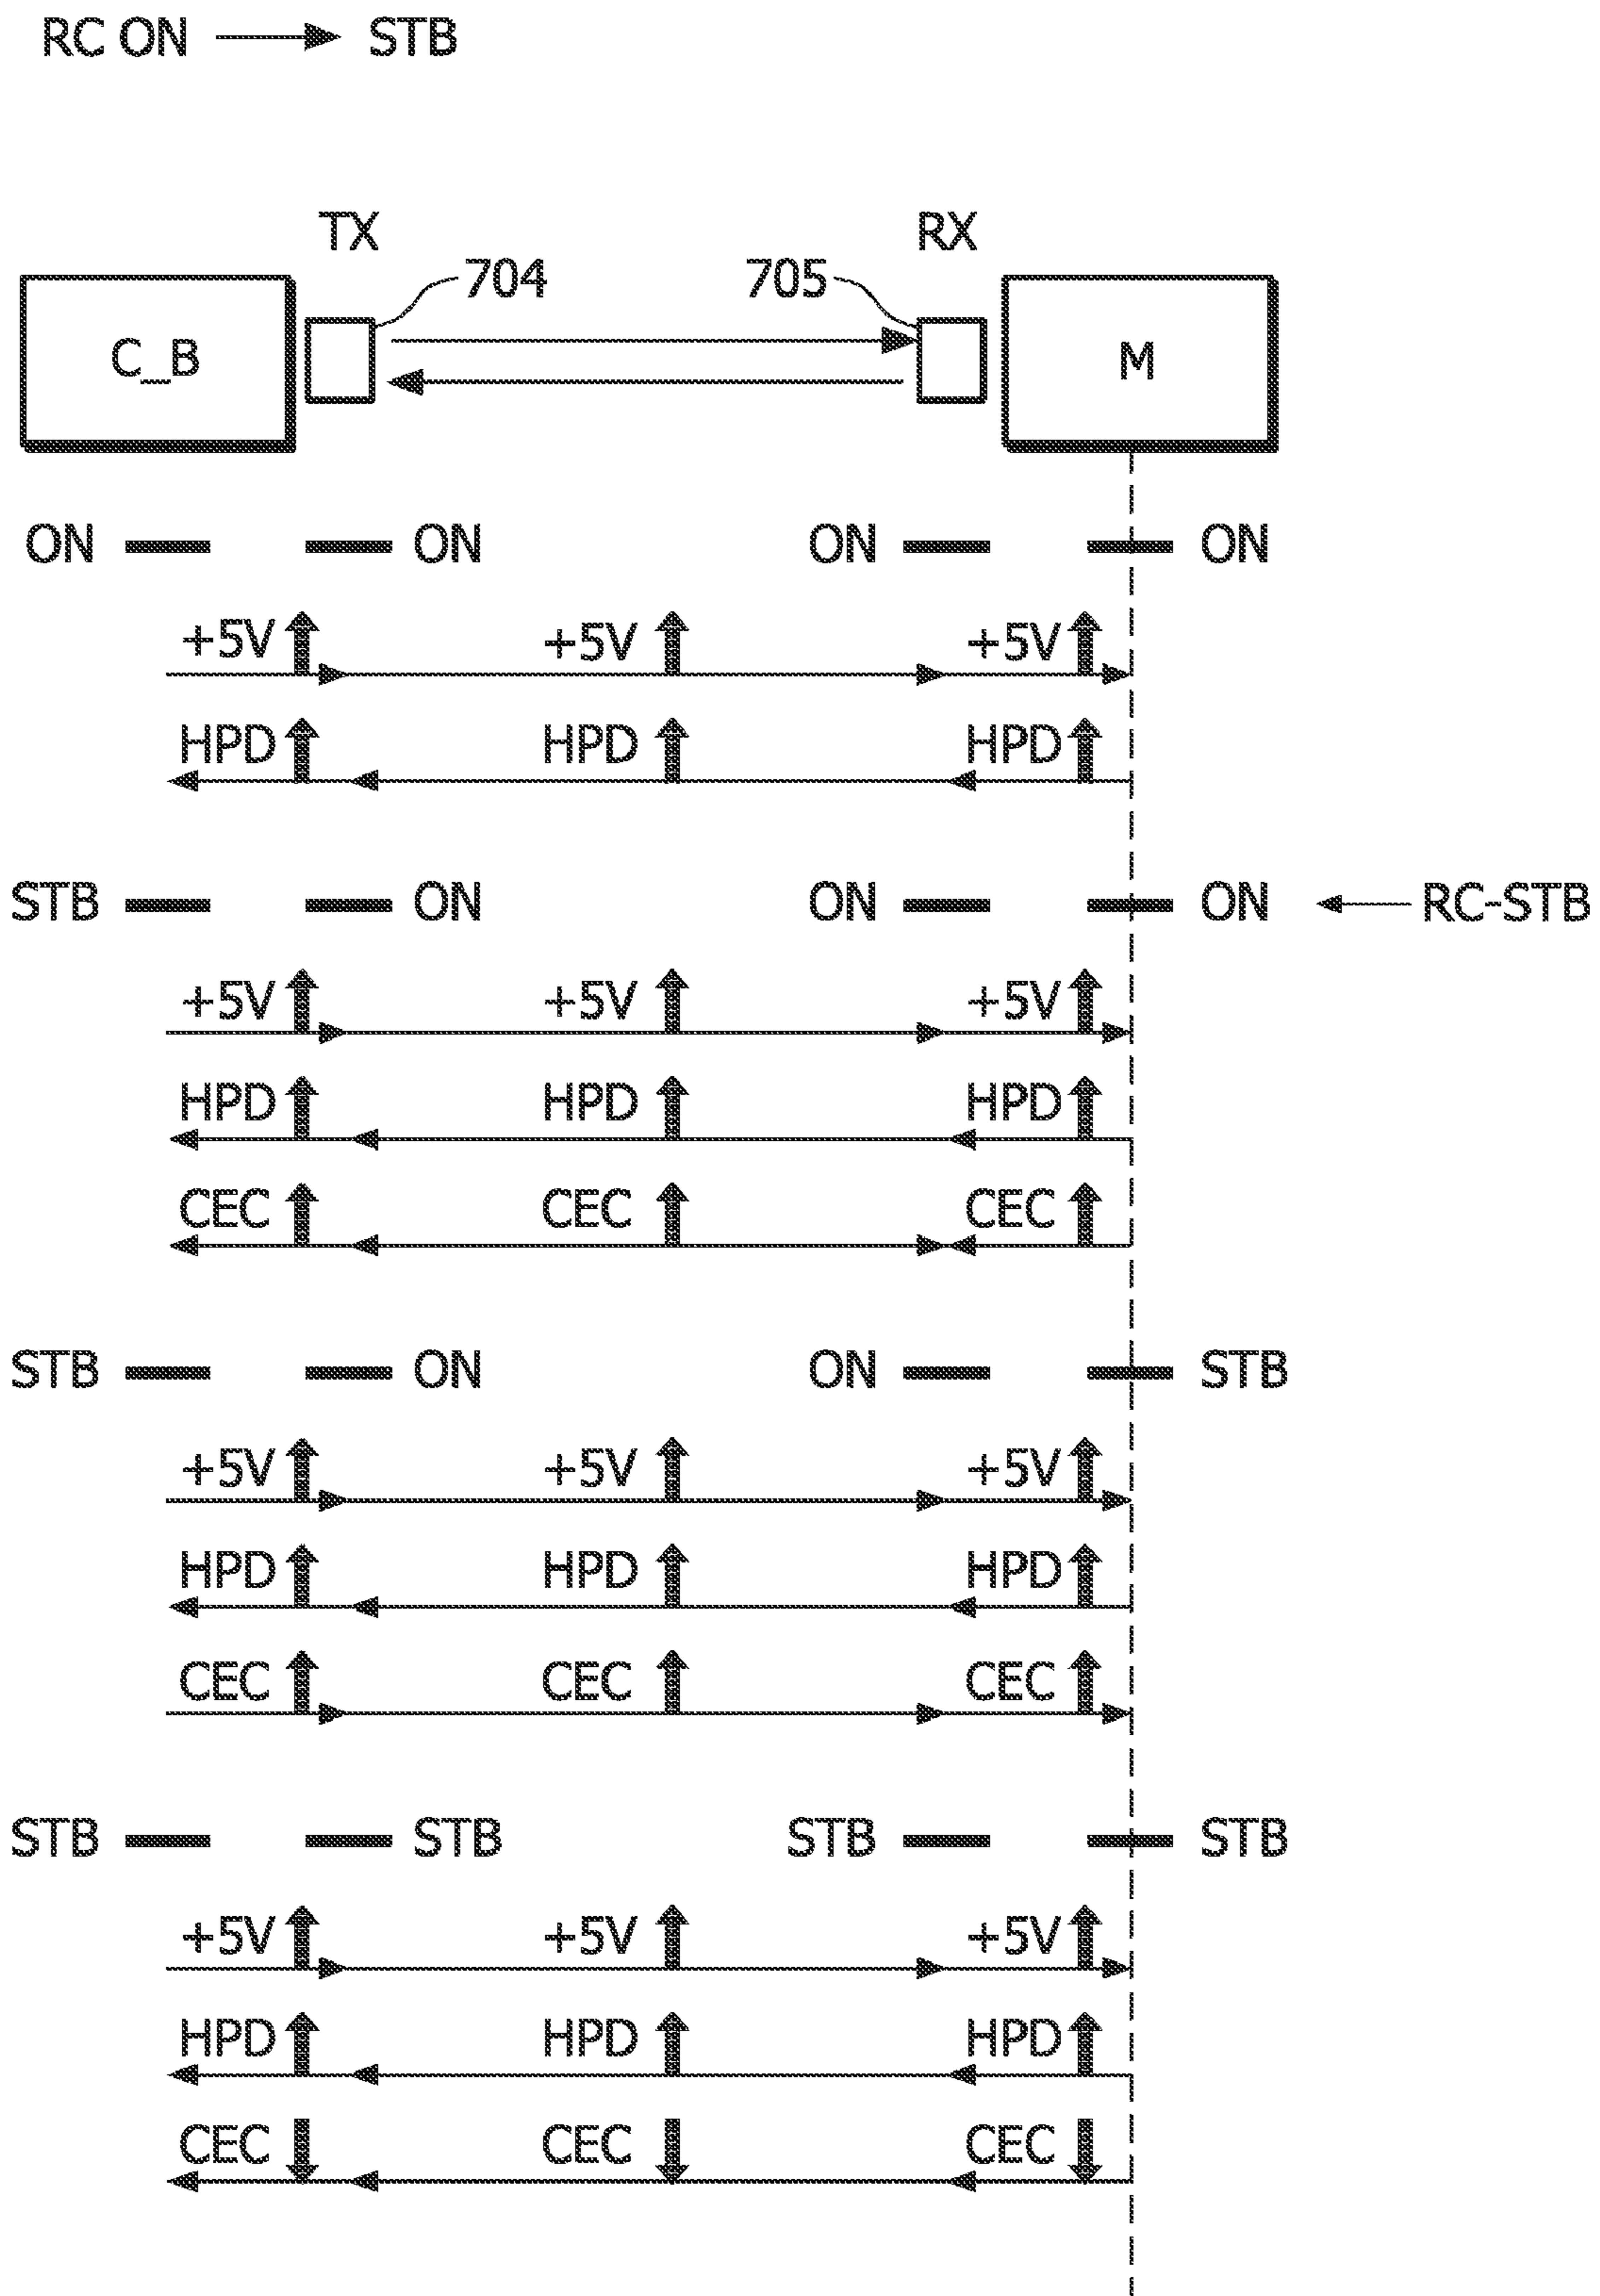 RC ON STB
TX RX
704 705
C_B M
ON ON ON ON
+5V +5V +5V
HPD HPD HPD
STB ON ON ON RC-STB
+5V +5V +5V
HPD HPD HPD
CEC CEC CEC
STB ON ON STB
+5V +5V +5V
HPD HPD HPD
CEC CEC CEC
STB STB STB STB
+5V +5V +5V
HPD HPD HPD
CEC CEC CEC